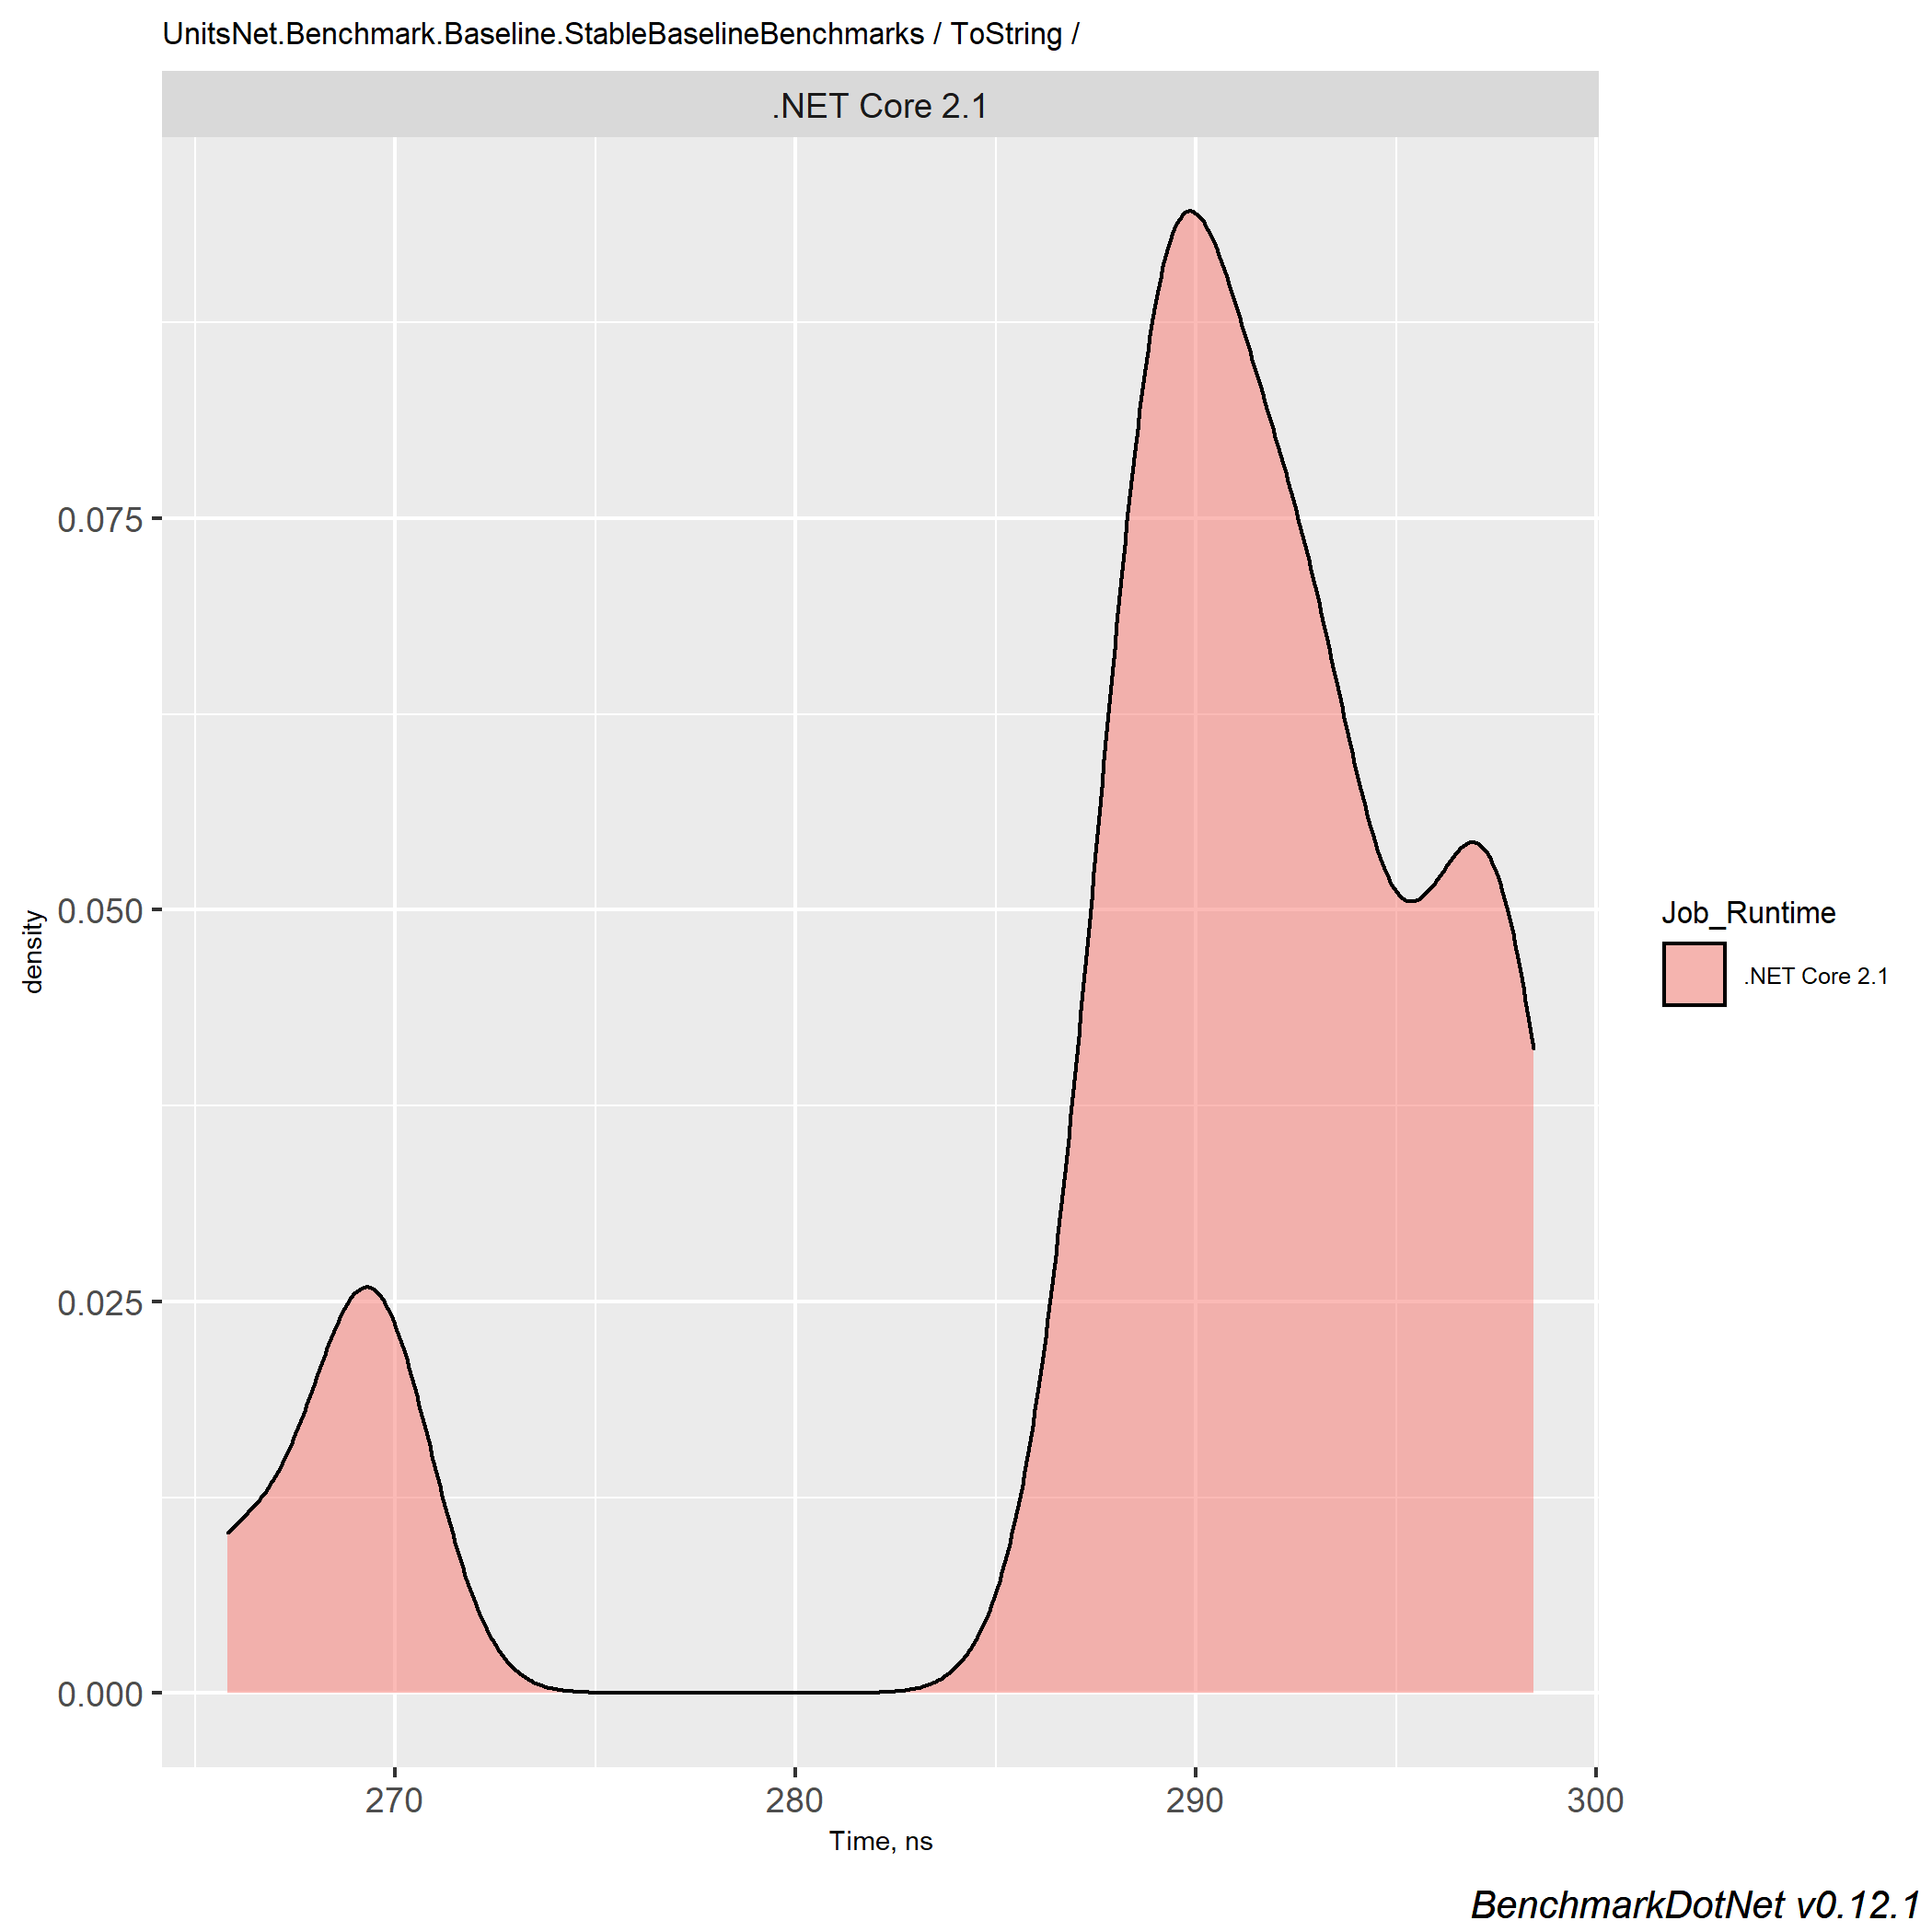 UnitsNet.Benchmark.Baseline.StableBaselineBenchmarks / ToString /
.NET Core 2.1
0.075
0.050
0.025
0.000
density
270 280 290 300
Time, ns
Job_Runtime
.NET Core 2.1
BenchmarkDotNet v0.12.1